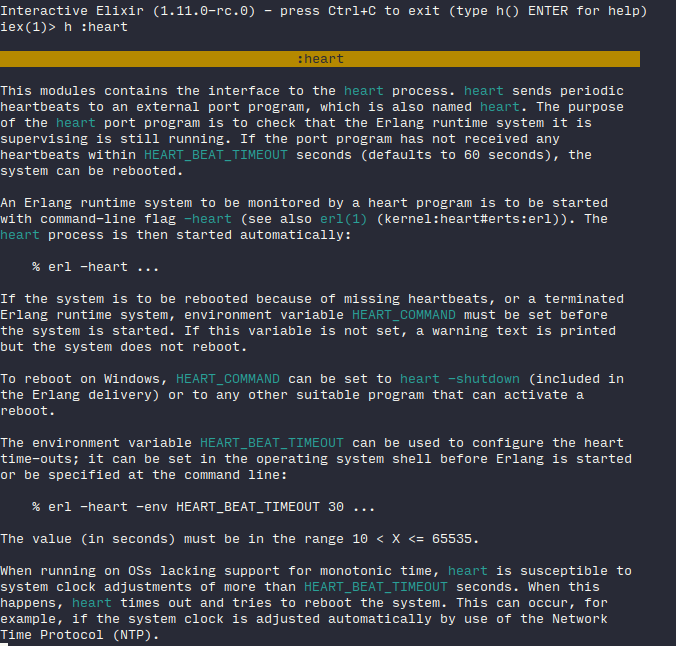 Interactive Elixir (1.11.0-rc.0) - press Ctrl+C to exit (type h() ENTER for help)
iex(1)> h :heart
:heart
This modules contains the interface to the heart process. heart sends periodic
heartbeats to an external port program, which is also named heart. The purpose
of the heart port program is to check that the Erlang runtime system it is
supervising is still running. If the port program has not received any
heartbeats within HEART_BEAT_TIMEOUT seconds (defaults to 60 seconds), the
system can be rebooted.
An Erlang runtime system to be monitored by a heart program is to be started
with command-line flag -heart (see also erl(1) (kernel:heart#erts:erl)). The
heart process is then started automatically:
% erl -heart ...
If the system is to be rebooted because of missing heartbeats, or a terminated
Erlang runtime system, environment variable HEART_COMMAND must be set before
the system is started. If this variable is not set, a warning text is printed
but the system does not reboot.
To reboot on Windows, HEART_COMMAND can be set to heart -shutdown (included in
the Erlang delivery) or to any other suitable program that can activate a
reboot.
The environment variable HEART_BEAT_TIMEOUT can be used to configure the heart
time-outs; it can be set in the operating system shell before Erlang is started
or be specified at the command line:
% erl -heart -env HEART_BEAT_TIMEOUT 30 ...
The value (in seconds) must be in the range 10 < X <= 65535.
When running on OSs lacking support for monotonic time, heart is susceptible to
system clock adjustments of more than HEART_BEAT_TIMEOUT seconds. When this
happens, heart times out and tries to reboot the system. This can occur, for
example, if the system clock is adjusted automatically by use of the Network
Time Protocol (NTP).